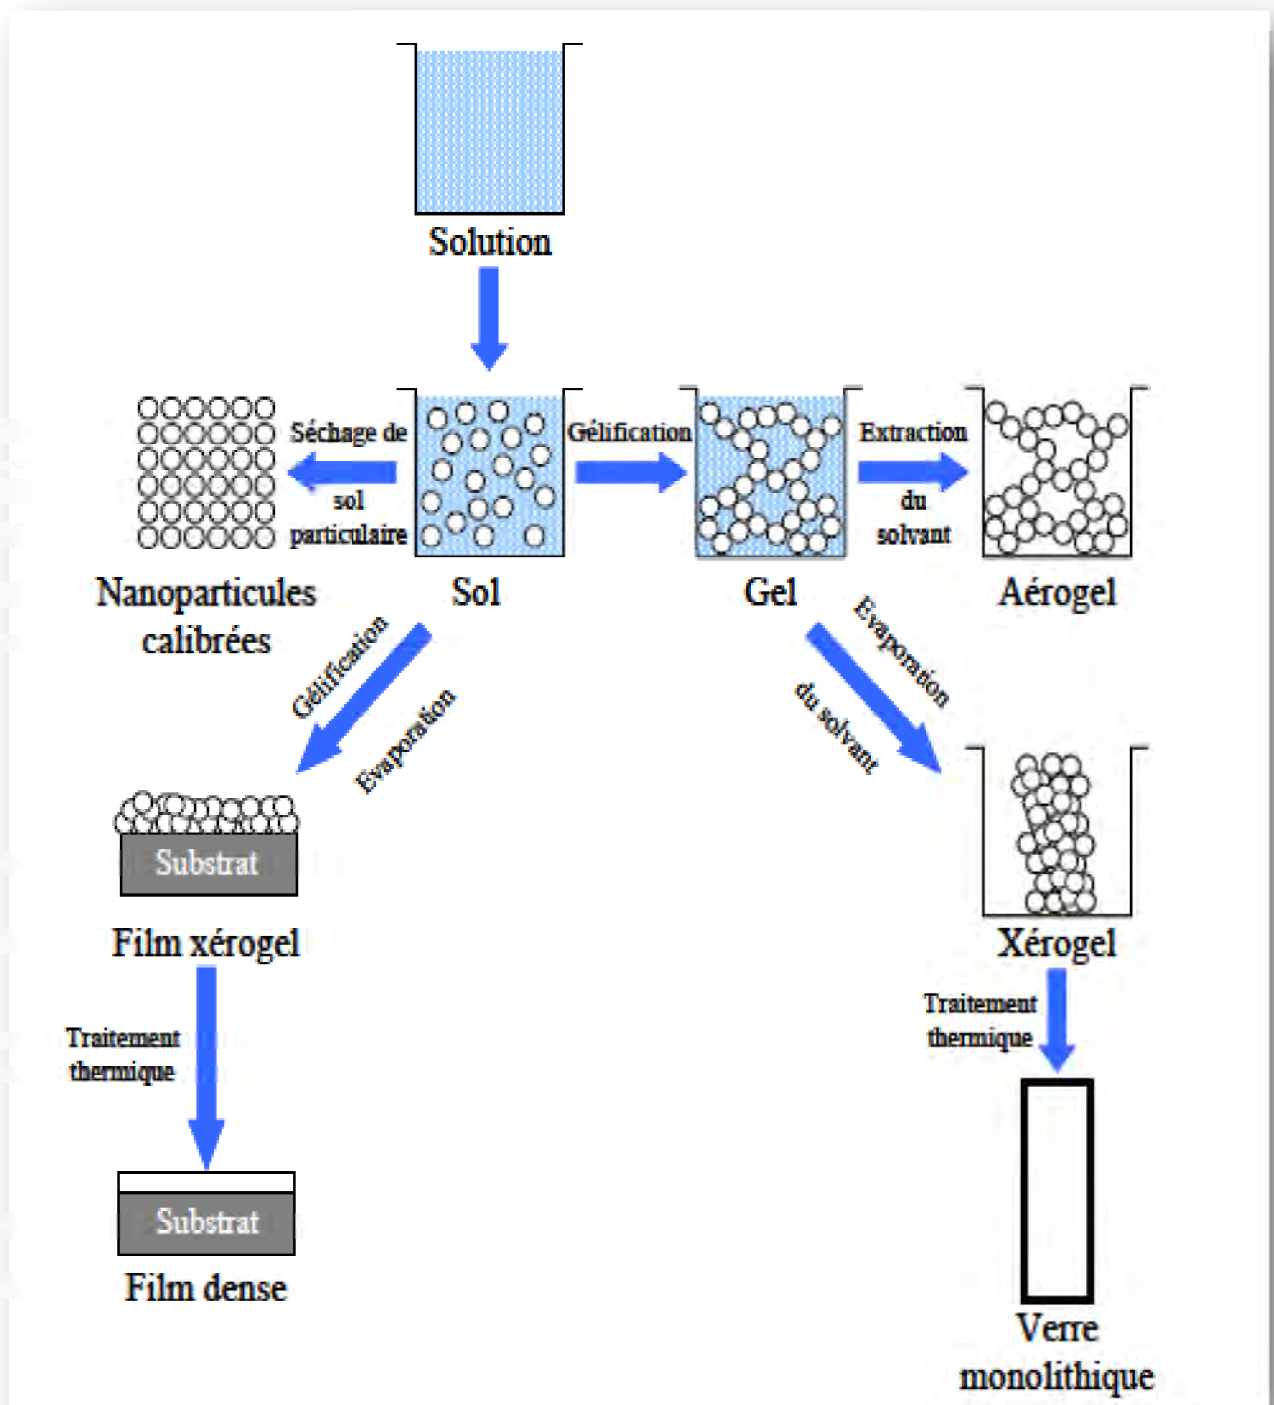 Solution
Séchage de
sol
particulaire
Gélification
Extraction
du
solvant
Nanoparticules
calibrées
Sol
Gel
Aérogel
Gélification
Evaporation
Evaporation
du solvant
Substrat
Film xérogel
Xérogel
Traitement
thermique
Traitement
thermique
Substrat
Film dense
Verre
monolithique